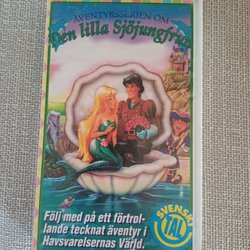 ÄVENTYRSSERIEN OM
Den lilla Sjöjungfrun
Följ med på ett förtrol-
lande tecknat äventyr i
Havsvarelsernas Värld.
SVENSKT
TAL